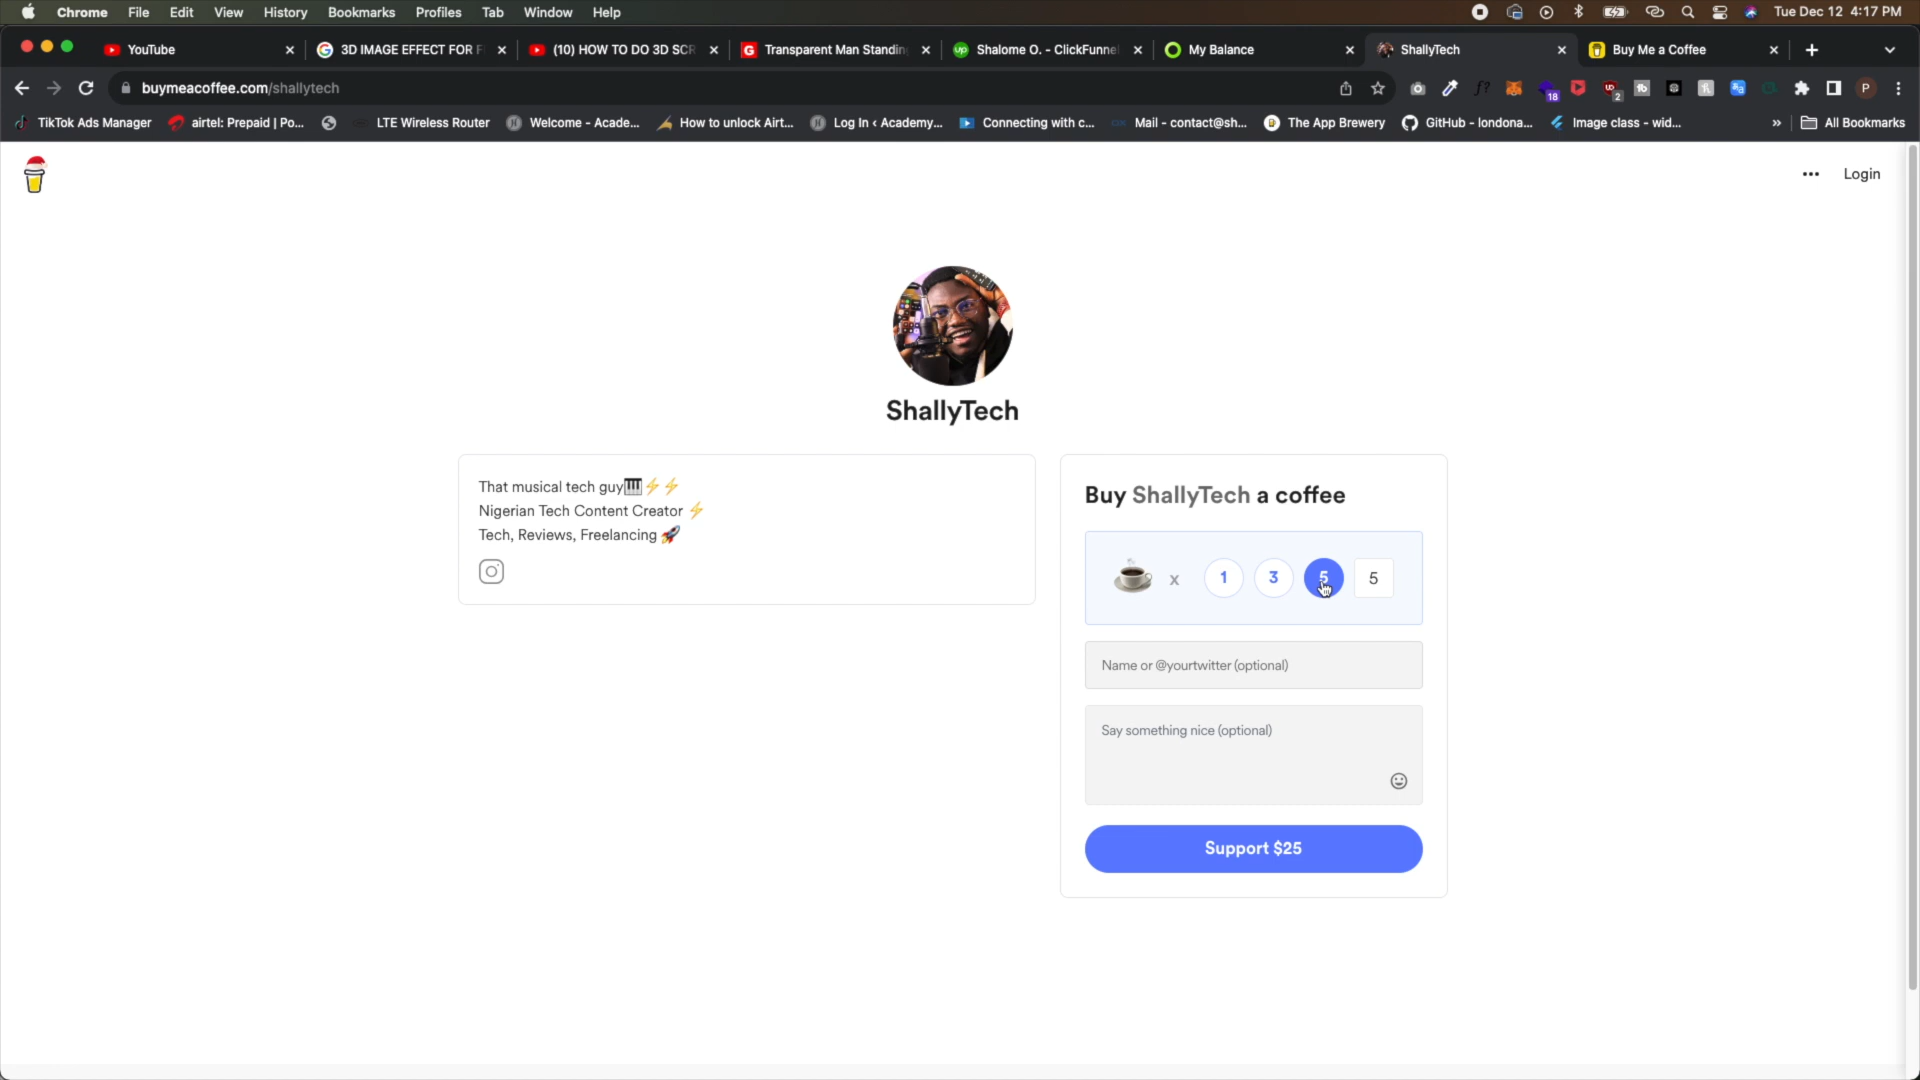 Chrome File Edit View History Bookmarks Profiles Tab Window Help Tue Dec 12 4:17 PM
YouTube
3D IMAGE EFFECT FOR F
(10) HOW TO DO 3D SCR
Transparent Man Standin
Shalome O. - ClickFunne
My Balance
ShallyTech
Buy Me a Coffee
buymeacoffee.com/shallytech
18
2
P
TikTok Ads Manager
airtel: Prepaid | Po...
LTE Wireless Router
Welcome - Acade...
How to unlock Airt...
Log In ‹ Academy...
Connecting with c...
Mail - contact@sh...
The App Brewery
GitHub - londona...
Image class - wid...
»
All Bookmarks
Login
ShallyTech
That musical tech guy🎹⚡⚡
Nigerian Tech Content Creator ⚡
Tech, Reviews, Freelancing 🚀
Buy ShallyTech a coffee
x 1 3 5 5
Name or @yourtwitter (optional)
Say something nice (optional)
Support $25